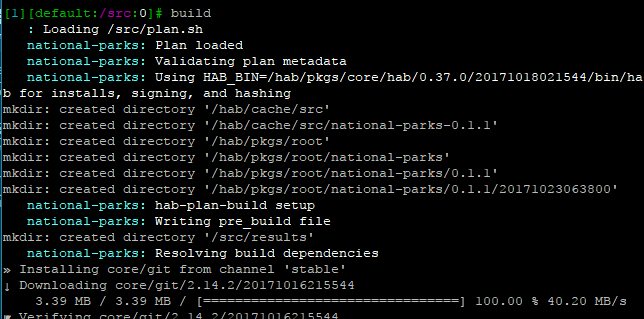 [1][default:/src:0]# build
: Loading /src/plan.sh
national-parks: Plan loaded
national-parks: Validating plan metadata
national-parks: Using HAB_BIN=/hab/pkgs/core/hab/0.37.0/20171018021544/bin/ha
b for installs, signing, and hashing
mkdir: created directory '/hab/cache/src'
mkdir: created directory '/hab/cache/src/national-parks-0.1.1'
mkdir: created directory '/hab/pkgs/root'
mkdir: created directory '/hab/pkgs/root/national-parks'
mkdir: created directory '/hab/pkgs/root/national-parks/0.1.1'
mkdir: created directory '/hab/pkgs/root/national-parks/0.1.1/20171023063800'
national-parks: hab-plan-build setup
national-parks: Writing pre_build file
mkdir: created directory '/src/results'
national-parks: Resolving build dependencies
» Installing core/git from channel 'stable'
↓ Downloading core/git/2.14.2/20171016215544
3.39 MB / 3.39 MB / [================================] 100.00 % 40.20 MB/s
Verifying core/git/2.14.2/20171016215544